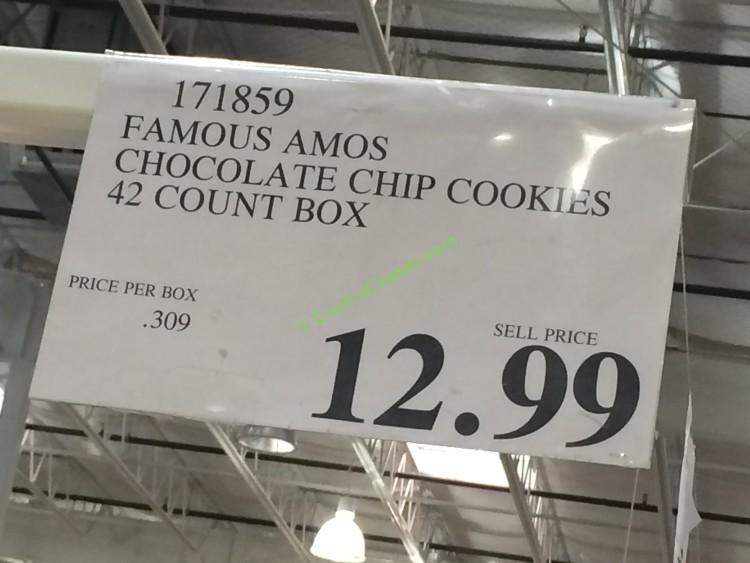 171859
FAMOUS AMOS
CHOCOLATE CHIP COOKIES
42 COUNT BOX
PRICE PER BOX
.309
SELL PRICE
12.99